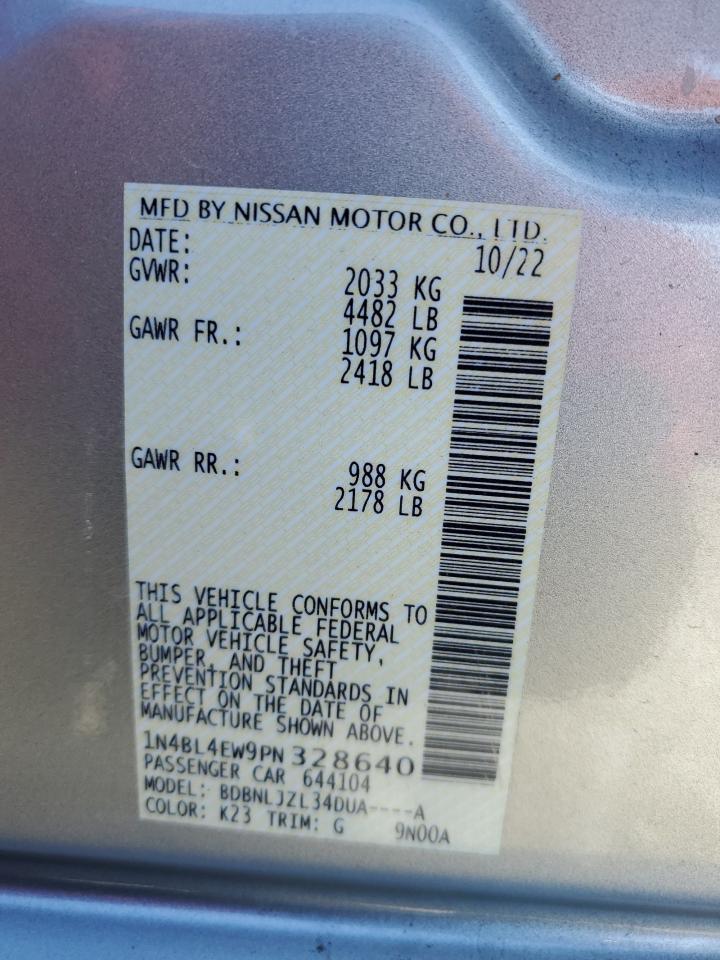 MFD BY NISSAN MOTOR CO., LTD.
DATE: 10/22
GVWR: 2033 KG
4482 LB
GAWR FR.: 1097 KG
2418 LB
GAWR RR.: 988 KG
2178 LB
THIS VEHICLE CONFORMS TO
ALL APPLICABLE FEDERAL
MOTOR VEHICLE SAFETY,
BUMPER, AND THEFT
PREVENTION STANDARDS IN
EFFECT ON THE DATE OF
MANUFACTURE SHOWN ABOVE.
1N4BL4EW9PN328640
PASSENGER CAR 644104
MODEL: BDBNLJZL34DUA----A
COLOR: K23 TRIM: G 9N00A